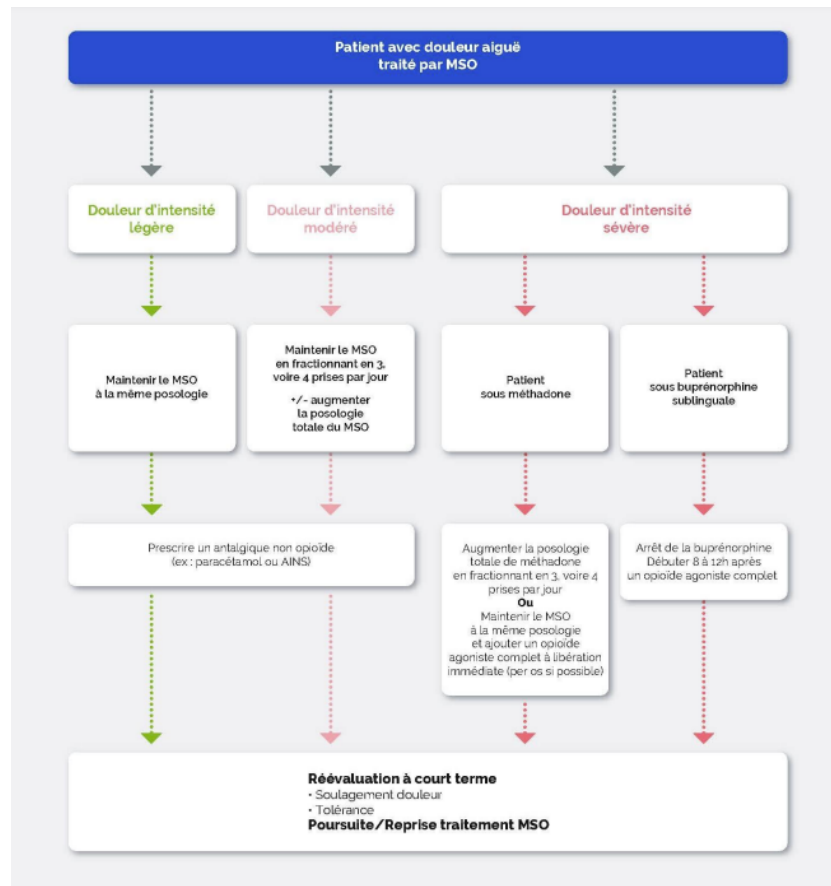 Patient avec douleur aiguë
traité par MSO
Douleur d'intensité
légère
Douleur d'intensité
modéré
Douleur d'intensité
sévère
Maintenir le MSO
à la même posologie
Maintenir le MSO
en fractionnant en 3,
voire 4 prises par jour
+/- augmenter
la posologie
totale du MSO
Patient
sous méthadone
Patient
sous buprénorphine
sublinguale
Prescrire un antalgique non opioïde
(ex : paracétamol ou AINS)
Augmenter la posologie
totale de méthadone
en fractionnant en 3, voire 4
prises par jour
Ou
Maintenir le MSO
à la même posologie
et ajouter un opioïde
agoniste complet à libération
immédiate (per os si possible)
Arrêt de la buprénorphine
Débuter 8 à 12h après
un opioïde agoniste complet
Réévaluation à court terme
• Soulagement douleur
• Tolérance
Poursuite/Reprise traitement MSO